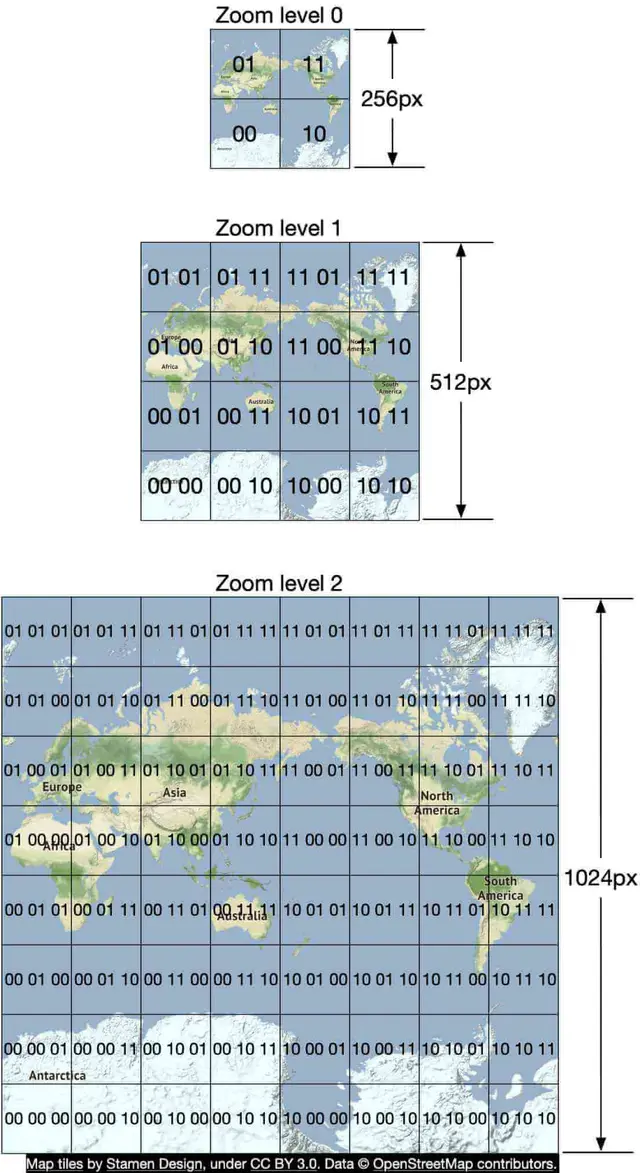 Zoom level 0
01 11
256px
00 10
Zoom level 1
01 01 01 11 11 01 11 11
Europe
01 00 01 10 11 00 11 10
North
America
Africa
512px
South
America
Australia
00 01 00 11 10 01 10 11
00 00 00 10 10 00 10 10
Zoom level 2
01 01 01 01 01 11 01 11 01 01 11 11 11 01 01 11 01 11 11 11 01 11 11 11
01 01 00 01 01 10 01 11 00 01 11 10 11 01 00 11 01 10 11 11 00 11 11 10
01 00 01 01 00 11 01 10 01 01 10 11 11 00 01 11 00 11 11 10 01 11 10 11
Europe
Asia
North
America
01 00 00 01 00 10 01 10 00 01 10 10 11 00 00 11 00 10 11 10 00 11 10 10
Africa
1024px
South
America
00 01 01 00 01 11 00 11 01 00 11 11 10 01 01 10 01 11 10 11 01 10 11 11
Australia
00 01 00 00 01 10 00 11 00 00 11 10 10 01 00 10 01 10 10 11 00 10 11 10
00 00 01 00 00 11 00 10 01 00 10 11 10 00 01 10 00 11 10 10 01 10 10 11
Antarctica
00 00 00 00 00 10 00 10 00 00 10 10 10 00 00 10 00 10 10 10 00 10 10 10
Map tiles by Stamen Design, under CC BY 3.0. Data © OpenStreetMap contributors.